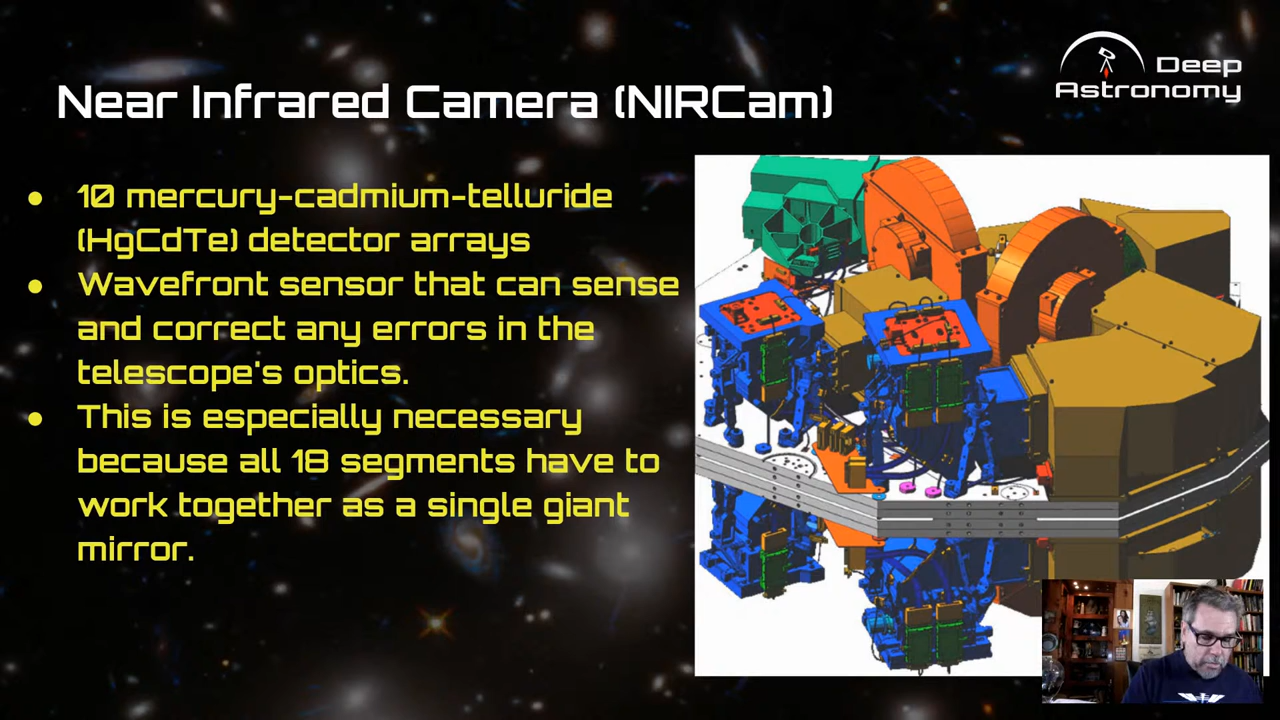 Deep
Astronomy
Near Infrared Camera (NIRCam)
● 10 mercury-cadmium-telluride
(HgCdTe) detector arrays
● Wavefront sensor that can sense
and correct any errors in the
telescope's optics.
● This is especially necessary
because all 18 segments have to
work together as a single giant
mirror.